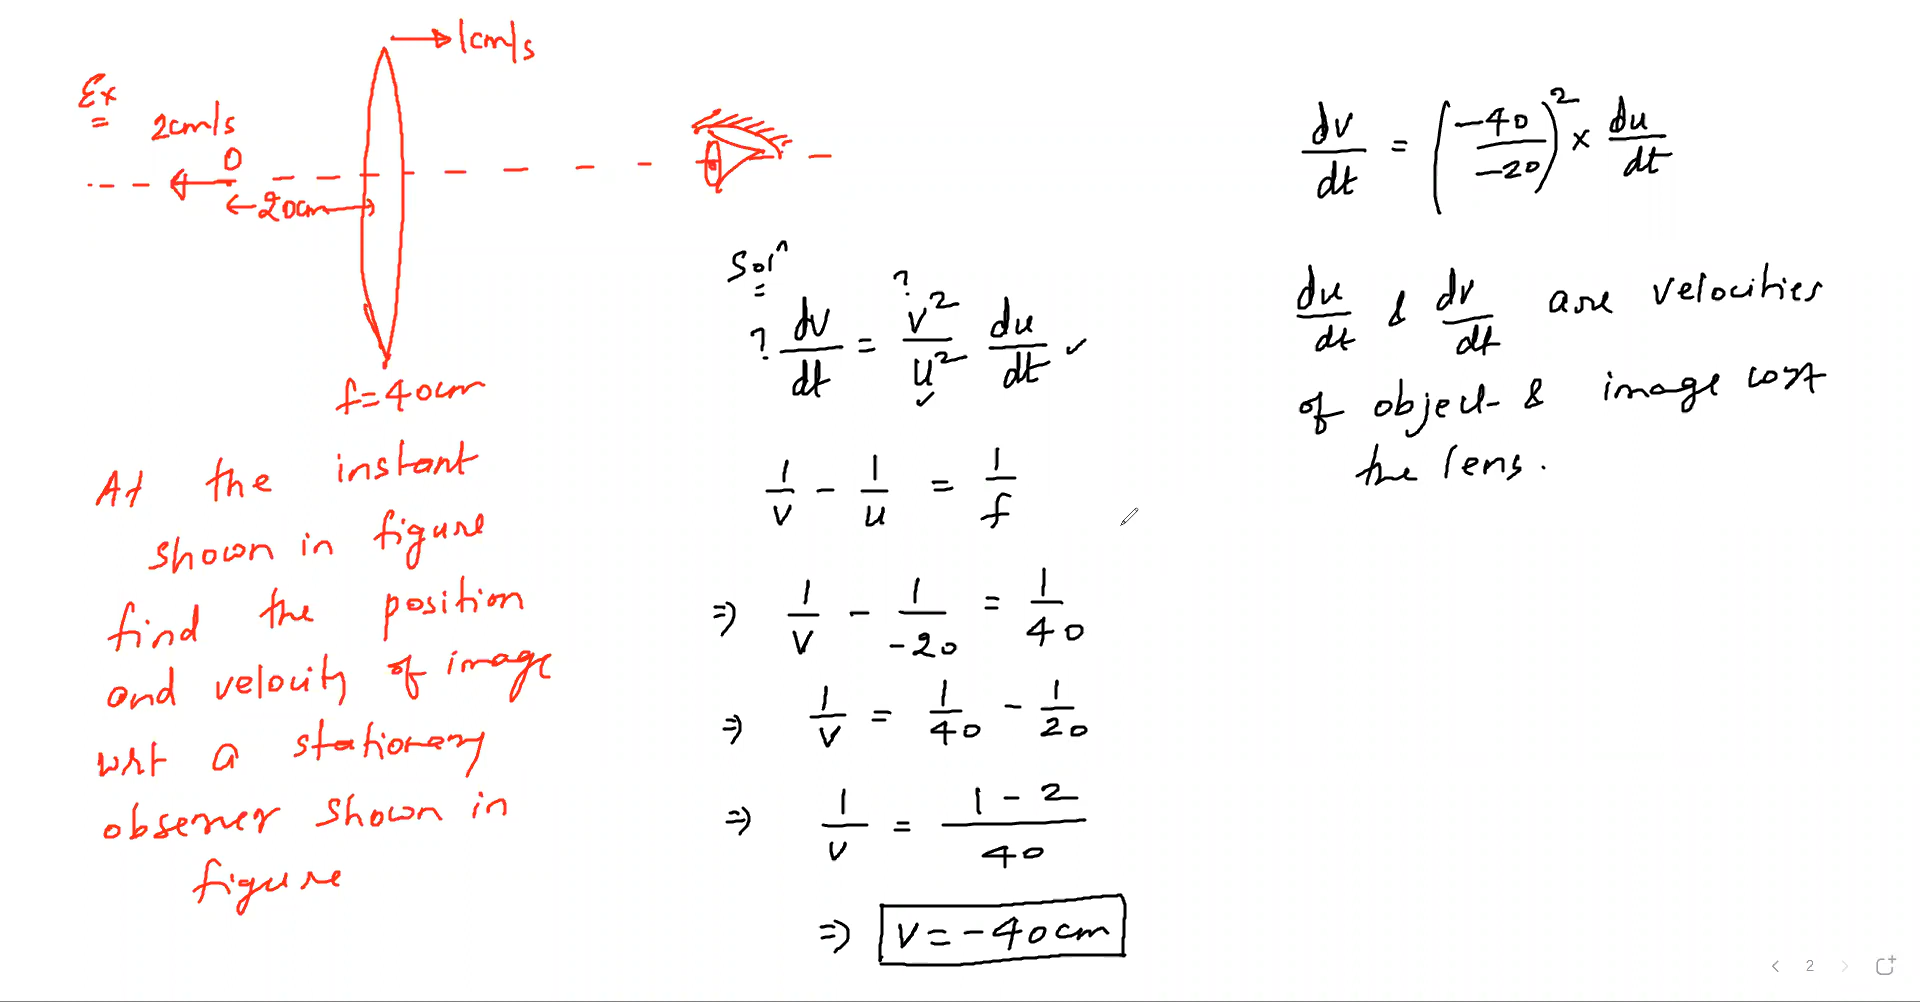 → 1cm/s
Ex
2cm/s
O
20cm
f=40cm
At the instant
shown in figure
find the position
and velocity of image
wrt a stationary
observer shown in
figure
Solⁿ
? dv/dt = v²/u² du/dt ✓
?
✓
1/v - 1/u = 1/f
⇒ 1/v - 1/-20 = 1/40
⇒ 1/v = 1/40 - 1/20
⇒ 1/v = (1-2)/40
⇒ v = -40cm
dv/dt = (-40/-20)² × du/dt
du/dt & dv/dt are velocities
of object & image wrt
the lens.
2